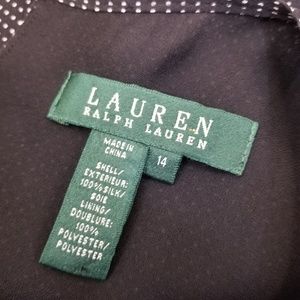 LAUREN
RALPH LAUREN
MADE IN
CHINA
14
SHELL/
EXTERIEUR:
100% SILK/
SOIE
LINING/
DOUBLURE:
100%
POLYESTER/
POLYESTER